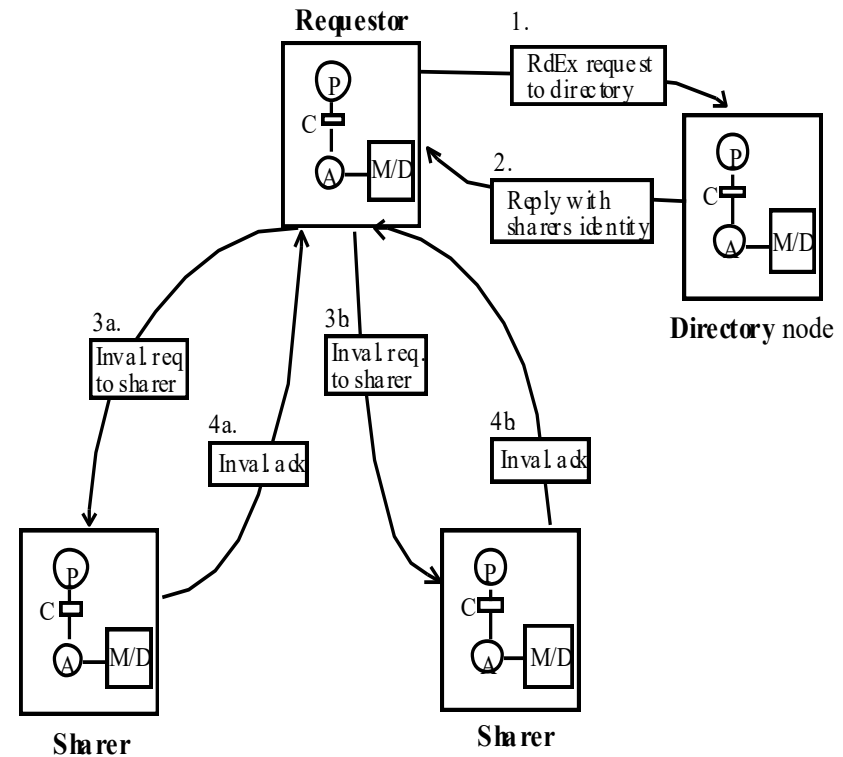 Requestor
1.
RdEx request
to directory
P
C
A
M/D
2.
Reply with
sharers identity
P
C
A
M/D
Directory node
3a.
Inval. req
to sharer
3b.
Inval. req.
to sharer
4a.
Inval. ack
4b.
Inval. ack
P
C
A
M/D
Sharer
P
C
A
M/D
Sharer